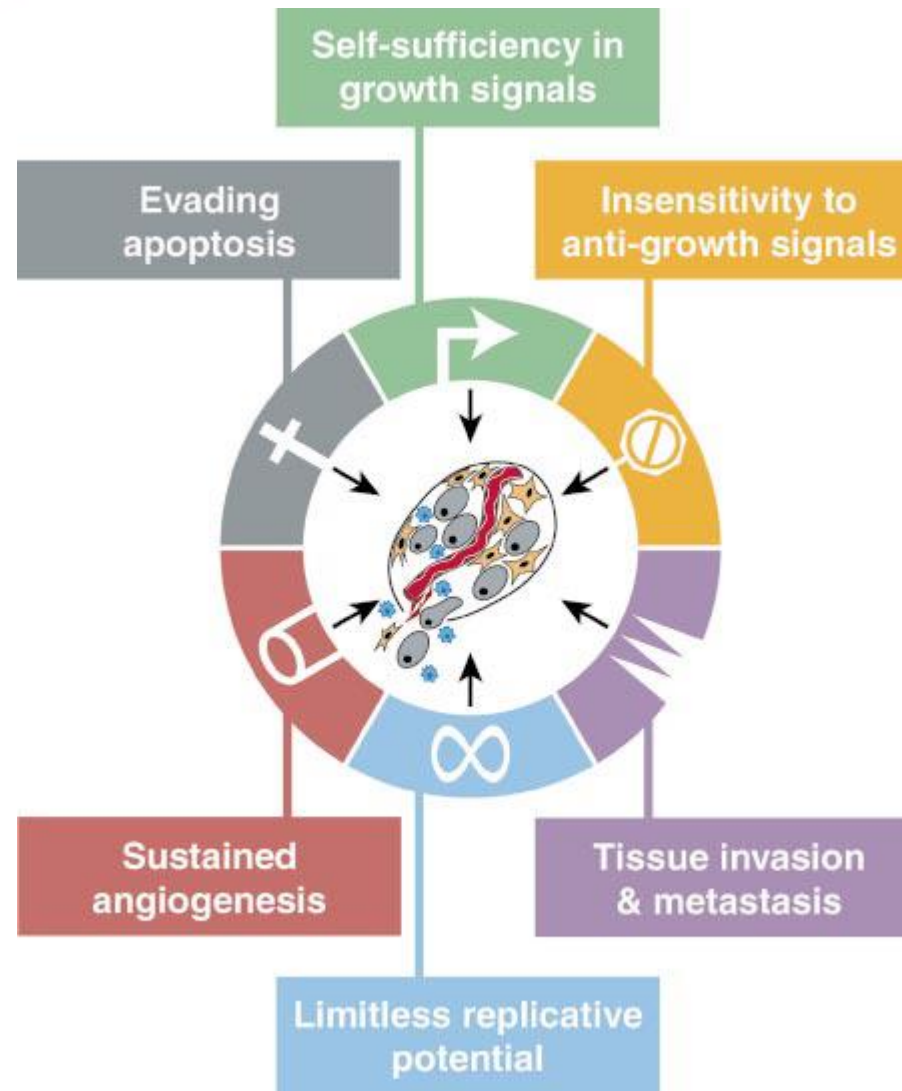 Self-sufficiency in
growth signals
Evading
apoptosis
Insensitivity to
anti-growth signals
Sustained
angiogenesis
Tissue invasion
& metastasis
Limitless replicative
potential